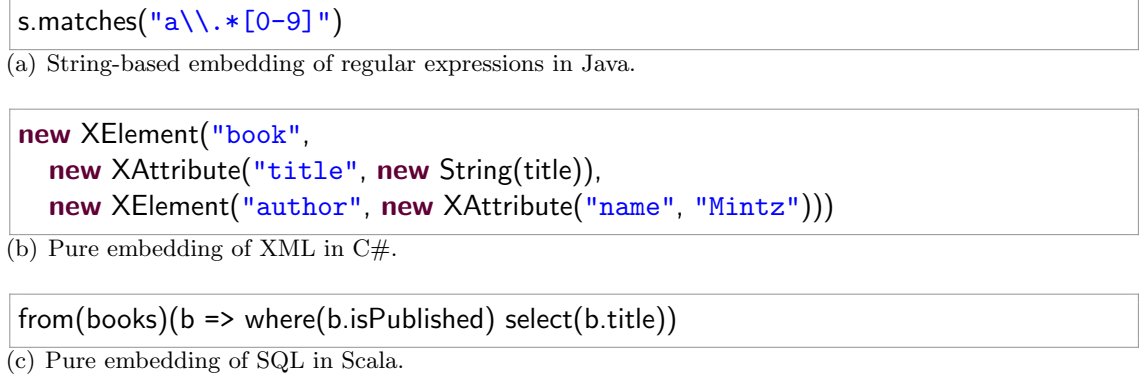 s.matches("a\\.*[0-9]")
(a) String-based embedding of regular expressions in Java.
new XElement("book",
new XAttribute("title", new String(title)),
new XElement("author", new XAttribute("name", "Mintz")))
(b) Pure embedding of XML in C#.
from(books)(b => where(b.isPublished) select(b.title))
(c) Pure embedding of SQL in Scala.